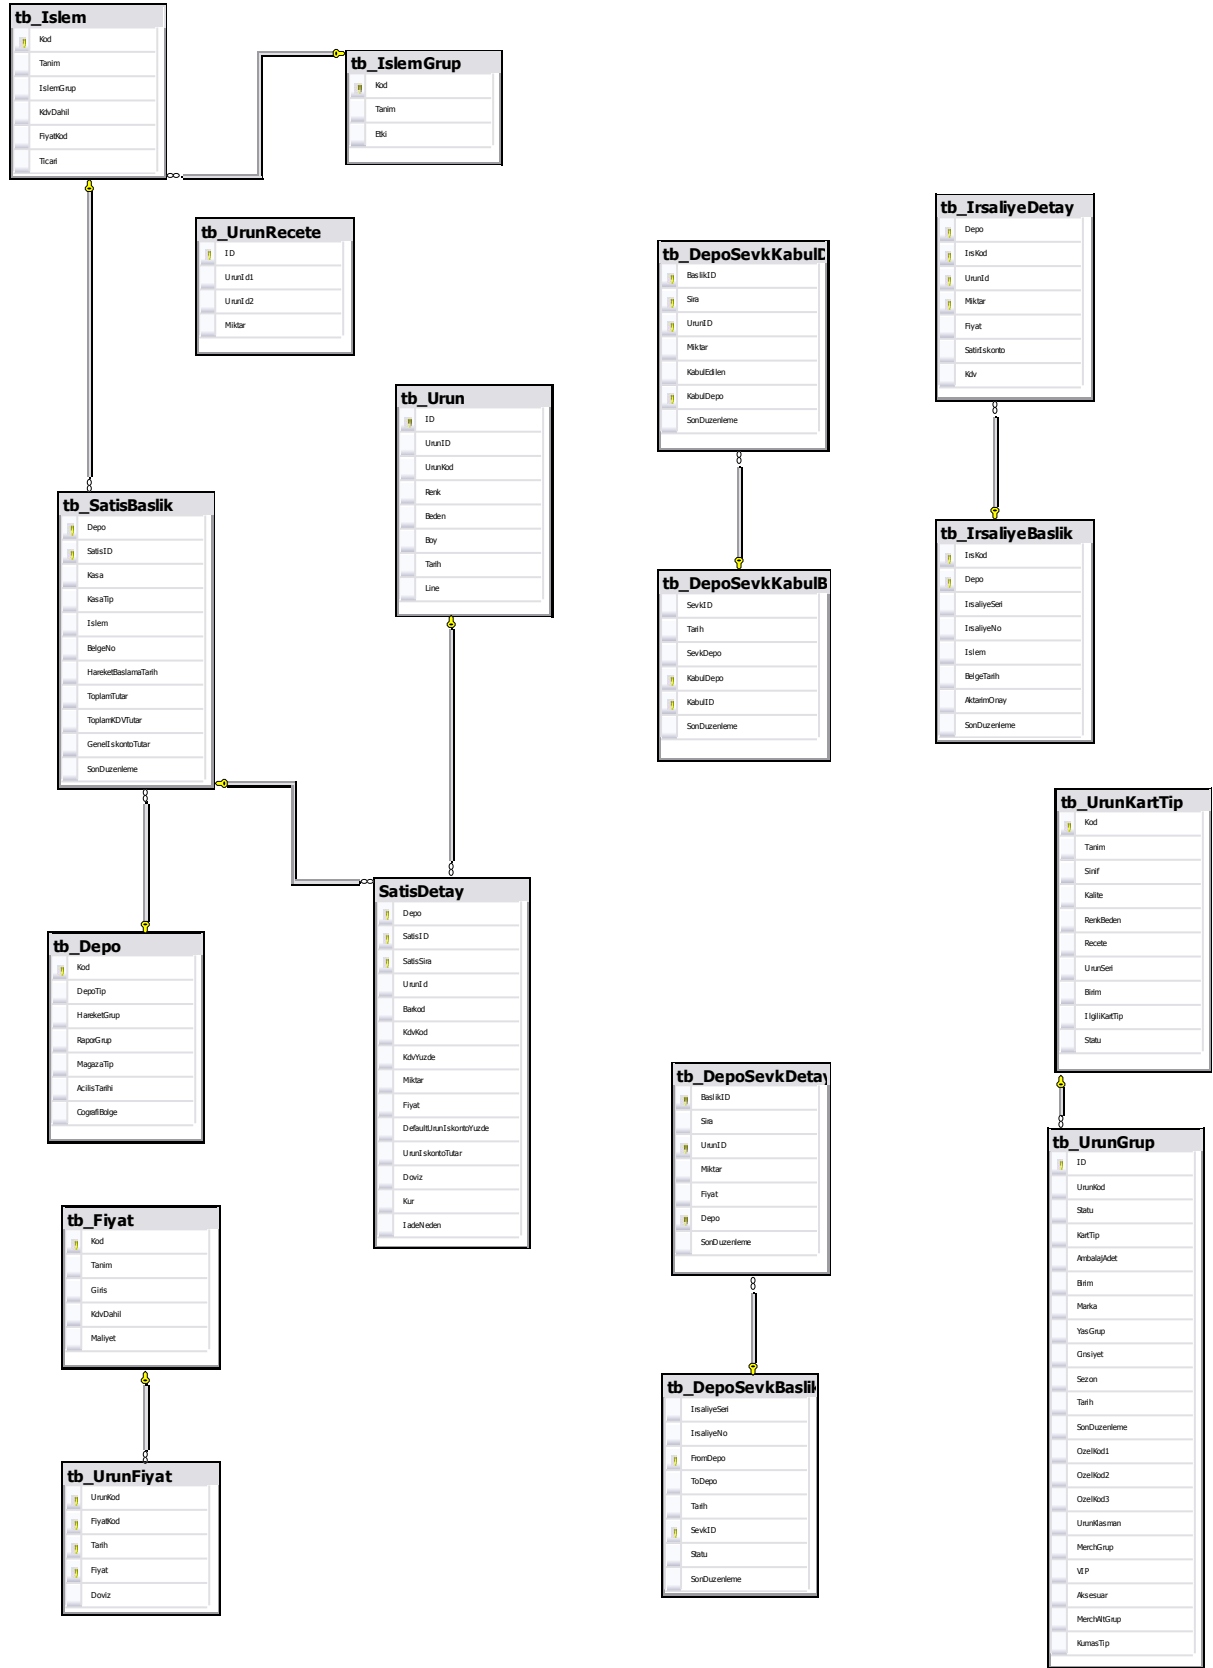 tb_Islem
Kod
Tanim
IslemGrup
KdvDahil
FiyatKod
Ticari
tb_IslemGrup
Kod
Tanim
Etki
tb_UrunRecete
ID
UrunId1
UrunId2
Miktar
tb_Urun
ID
UrunID
UrunKod
Renk
Beden
Boy
Tarih
Line
tb_DepoSevkKabulD
BaslikID
Sira
UrunID
Miktar
KabulEdilen
KabulDepo
SonDuzenleme
tb_IrsaliyeDetay
Depo
IrsKod
UrunId
Miktar
Fiyat
SatirIskonto
Kdv
tb_SatisBaslik
Depo
SatisID
Kasa
KasaTip
Islem
BelgeNo
HareketBaslamaTarih
ToplamTutar
ToplamKDVTutar
GenelIskontoTutar
SonDuzenleme
tb_DepoSevkKabulB
SevkID
Tarih
SevkDepo
KabulDepo
KabulID
SonDuzenleme
tb_IrsaliyeBaslik
IrsKod
Depo
IrsaliyeSeri
IrsaliyeNo
Islem
BelgeTarih
AktarimOnay
SonDuzenleme
tb_UrunKartTip
Kod
Tanim
Sinif
Kalite
RenkBeden
Recete
UrunSeri
Birim
IlgiliKartTip
Statu
SatisDetay
Depo
SatisID
SatisSira
UrunId
Barkod
KdvKod
KdvYuzde
Miktar
Fiyat
DefaultUrunIskontoYuzde
UrunIskontoTutar
Doviz
Kur
IadeNeden
tb_Depo
Kod
DepoTip
HareketGrup
RaporGrup
MagazaTip
AcilisTarihi
CografiBolge
tb_DepoSevkDetay
BaslikID
Sira
UrunID
Miktar
Fiyat
Depo
SonDuzenleme
tb_UrunGrup
ID
UrunKod
Statu
KartTip
AmbalajAdet
Birim
Marka
YasGrup
Cinsiyet
Sezon
Tarih
SonDuzenleme
OzelKod1
OzelKod2
OzelKod3
UrunKlasman
MerchGrup
VIP
Aksesuar
MerchAltGrup
KumasTip
tb_Fiyat
Kod
Tanim
Giris
KdvDahil
Maliyet
tb_DepoSevkBaslik
IrsaliyeSeri
IrsaliyeNo
FromDepo
ToDepo
Tarih
SevkID
Statu
SonDuzenleme
tb_UrunFiyat
UrunKod
FiyatKod
Tarih
Fiyat
Doviz